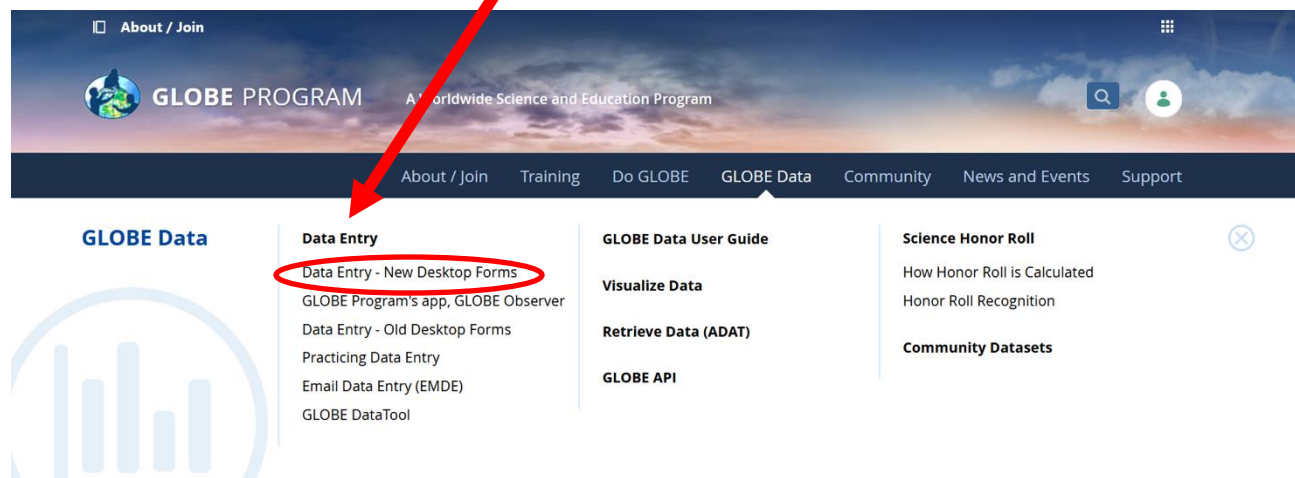 About / Join
GLOBE PROGRAM
A Worldwide Science and Education Program
About / Join Training Do GLOBE GLOBE Data Community News and Events Support
GLOBE Data
Data Entry
Data Entry - New Desktop Forms
GLOBE Program's app, GLOBE Observer
Data Entry - Old Desktop Forms
Practicing Data Entry
Email Data Entry (EMDE)
GLOBE DataTool
GLOBE Data User Guide
Visualize Data
Retrieve Data (ADAT)
GLOBE API
Science Honor Roll
How Honor Roll is Calculated
Honor Roll Recognition
Community Datasets